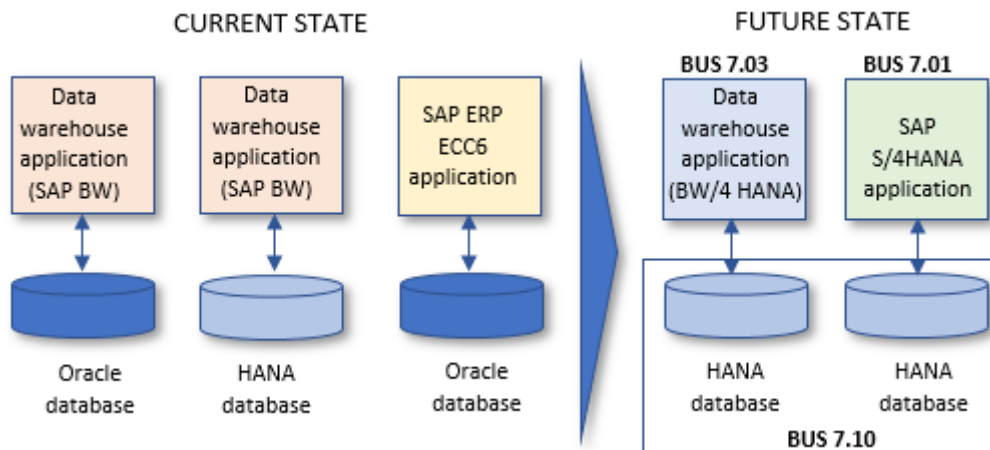 CURRENT STATE
FUTURE STATE
BUS 7.03
BUS 7.01
Data
warehouse
application
(SAP BW)
Data
warehouse
application
(SAP BW)
SAP ERP
ECC6
application
Data
warehouse
application
(BW/4 HANA)
SAP
S/4HANA
application
Oracle
database
HANA
database
Oracle
database
HANA
database
HANA
database
BUS 7.10